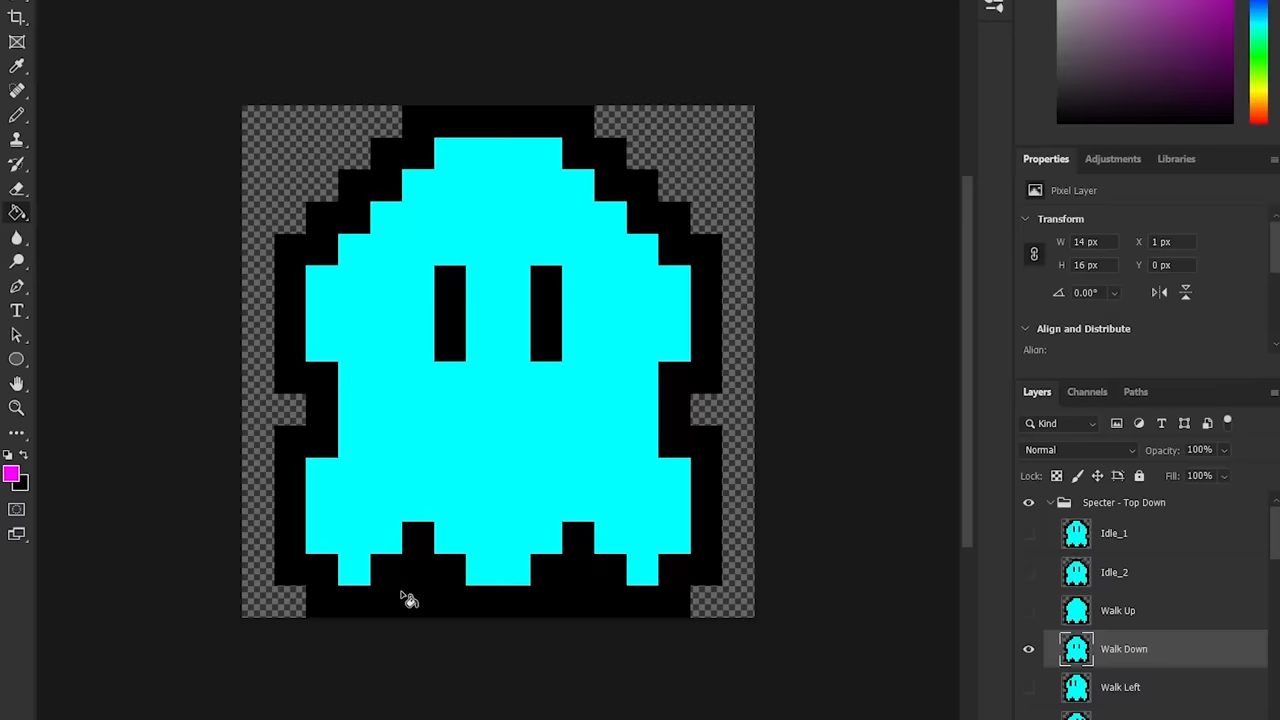 Properties Adjustments Libraries
Pixel Layer
Transform
W 14 px X 1 px
H 16 px Y 0 px
0.00°
Align and Distribute
Align:
Layers Channels Paths
Kind
Normal Opacity: 100%
Lock: Fill: 100%
Specter - Top Down
Idle_1
Idle_2
Walk Up
Walk Down
Walk Left